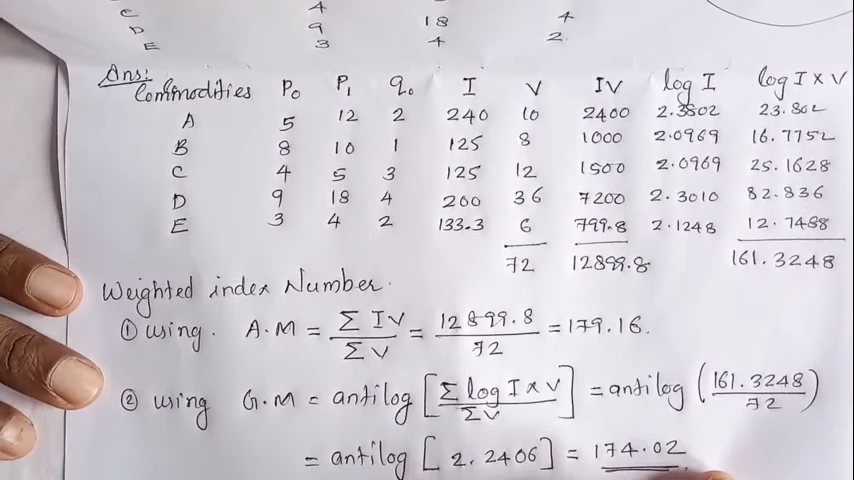 C 4 4
D 9 18 2
E 3 4
Ans:
Commodities P0 P1 q0 I V IV log I log I x V
A 5 12 2 240 10 2400 2.3802 23.802
B 8 10 1 125 8 1000 2.0969 16.7752
C 4 5 3 125 12 1500 2.0969 25.1628
D 9 18 4 200 36 7200 2.3010 82.836
E 3 4 2 133.3 6 799.8 2.1248 12.7488
72 12899.8 161.3248
Weighted index Number.
① using. A.M = Σ IV / Σ V = 12899.8 / 72 = 179.16.
② using G.M = antilog [Σ log I x V / ΣV] = antilog (161.3248 / 72)
= antilog [2.2406] = 174.02.